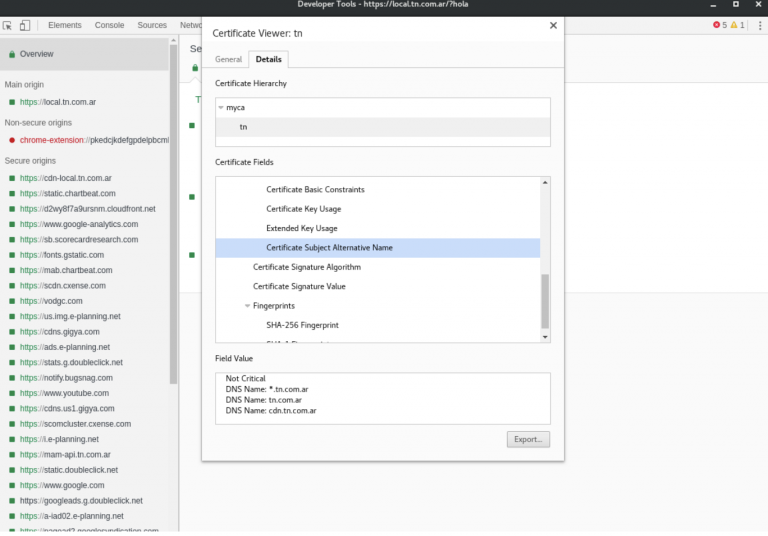 Developer Tools - https://local.tn.com.ar/?hola
Elements Console Sources Netwo
5 1
Overview
Main origin
https://local.tn.com.ar
Non-secure origins
chrome-extension://pkedcjkdefgpdelpbcml
Secure origins
https://cdn-local.tn.com.ar
https://static.chartbeat.com
https://d2wy8f7a9ursnm.cloudfront.net
https://www.google-analytics.com
https://sb.scorecardresearch.com
https://fonts.gstatic.com
https://mab.chartbeat.com
https://scdn.cxense.com
https://vodgc.com
https://us.img.e-planning.net
https://cdns.gigya.com
https://ads.e-planning.net
https://stats.g.doubleclick.net
https://notify.bugsnag.com
https://www.youtube.com
https://cdns.us1.gigya.com
https://scomcluster.cxense.com
https://i.e-planning.net
https://mam-api.tn.com.ar
https://static.doubleclick.net
https://www.google.com
https://googleads.g.doubleclick.net
https://a-iad02.e-planning.net
https://pagead2.googlesyndication.com
Se
T
Certificate Viewer: tn
General Details
Certificate Hierarchy
myca
tn
Certificate Fields
Certificate Basic Constraints
Certificate Key Usage
Extended Key Usage
Certificate Subject Alternative Name
Certificate Signature Algorithm
Certificate Signature Value
Fingerprints
SHA-256 Fingerprint
SHA-1 Fingerprint
Field Value
Not Critical
DNS Name: *.tn.com.ar
DNS Name: tn.com.ar
DNS Name: cdn.tn.com.ar
Export...